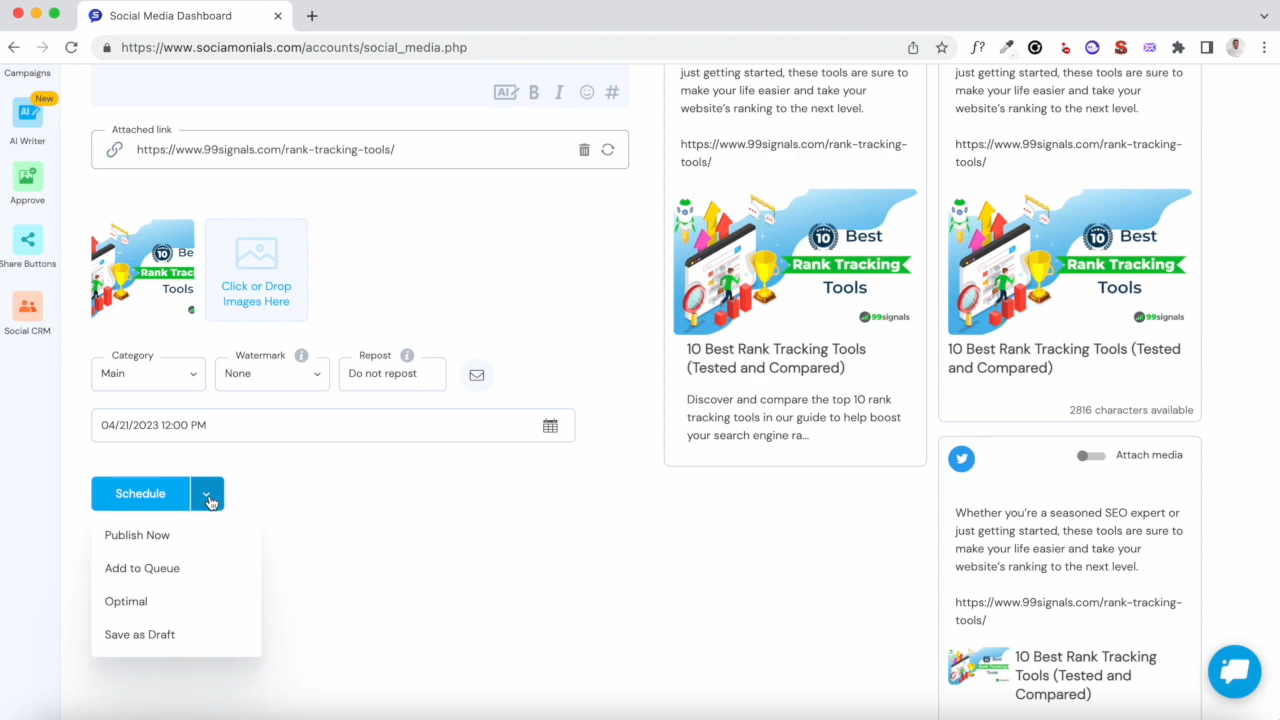 Social Media Dashboard
https://www.sociamonials.com/accounts/social_media.php
f?
Campaigns
New
AI
AI Writer
Approve
Share Buttons
Social CRM
AI B I #
Attached link
https://www.99signals.com/rank-tracking-tools/
10 Be
Rank Trac
Tools
Click or Drop
Images Here
Category
Main
Watermark
None
Repost
Do not repost
04/21/2023 12:00 PM
Schedule
Publish Now
Add to Queue
Optimal
Save as Draft
just getting started, these tools are sure to
make your life easier and take your
website's ranking to the next level.
https://www.99signals.com/rank-tracking-
tools/
10 Best
Rank Tracking
Tools
99signals
10 Best Rank Tracking Tools
(Tested and Compared)
Discover and compare the top 10 rank
tracking tools in our guide to help boost
your search engine ra...
just getting started, these tools are sure to
make your life easier and take your
website's ranking to the next level.
https://www.99signals.com/rank-tracking-
tools/
10 Best
Rank Tracking
Tools
99signals
10 Best Rank Tracking Tools (Tested
and Compared)
2816 characters available
Attach media
Whether you're a seasoned SEO expert or
just getting started, these tools are sure to
make your life easier and take your
website's ranking to the next level.
https://www.99signals.com/rank-tracking-
tools/
10 Best Rank Tracking
Tools (Tested and
Compared)